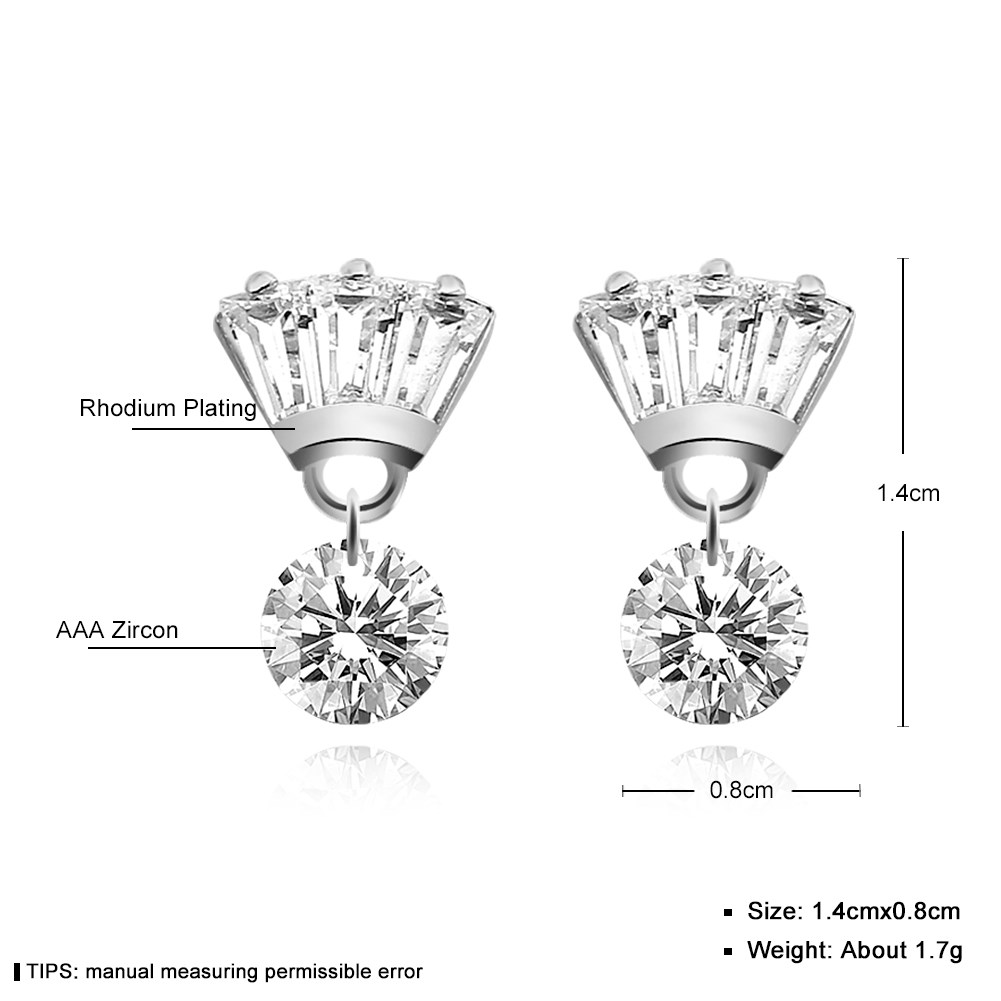 Rhodium Plating
1.4cm
AAA Zircon
0.8cm
Size: 1.4cmx0.8cm
Weight: About 1.7g
TIPS: manual measuring permissible error